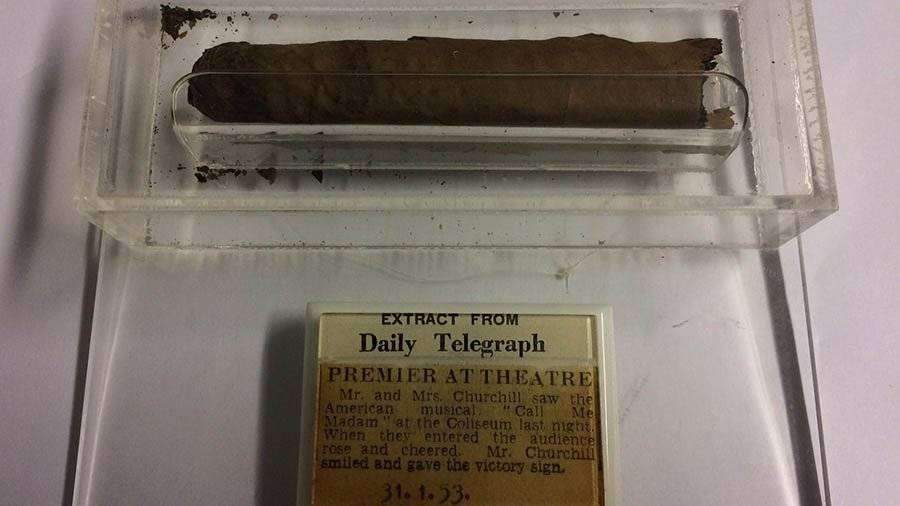 EXTRACT FROM
Daily Telegraph
PREMIER AT THEATRE
Mr. and Mrs. Churchill saw the
American musical "Call Me
Madam" at the Coliseum last night.
When they entered the audience
rose and cheered. Mr. Churchill
smiled and gave the victory sign.
31.1.53.